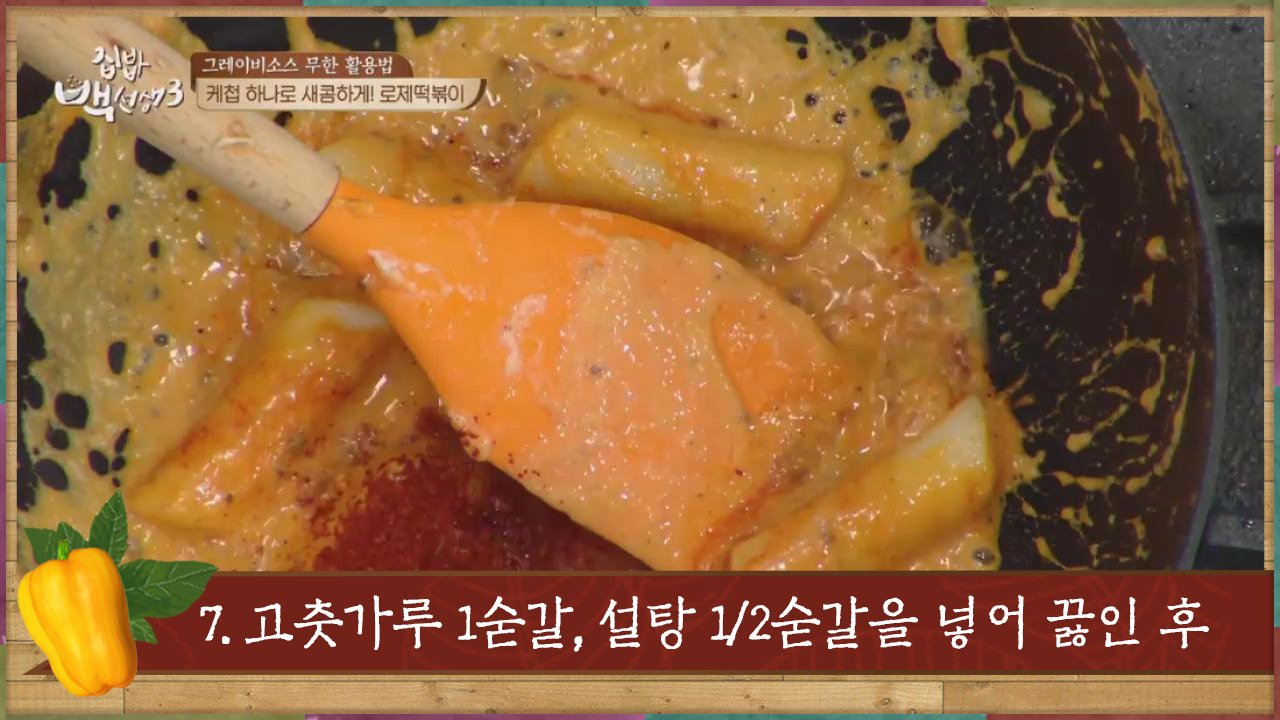 집밥
백선생3
그레이비소스 무한 활용법
케첩 하나로 새콤하게! 로제떡볶이
7. 고춧가루 1숟갈, 설탕 1/2숟갈을 넣어 끓인 후